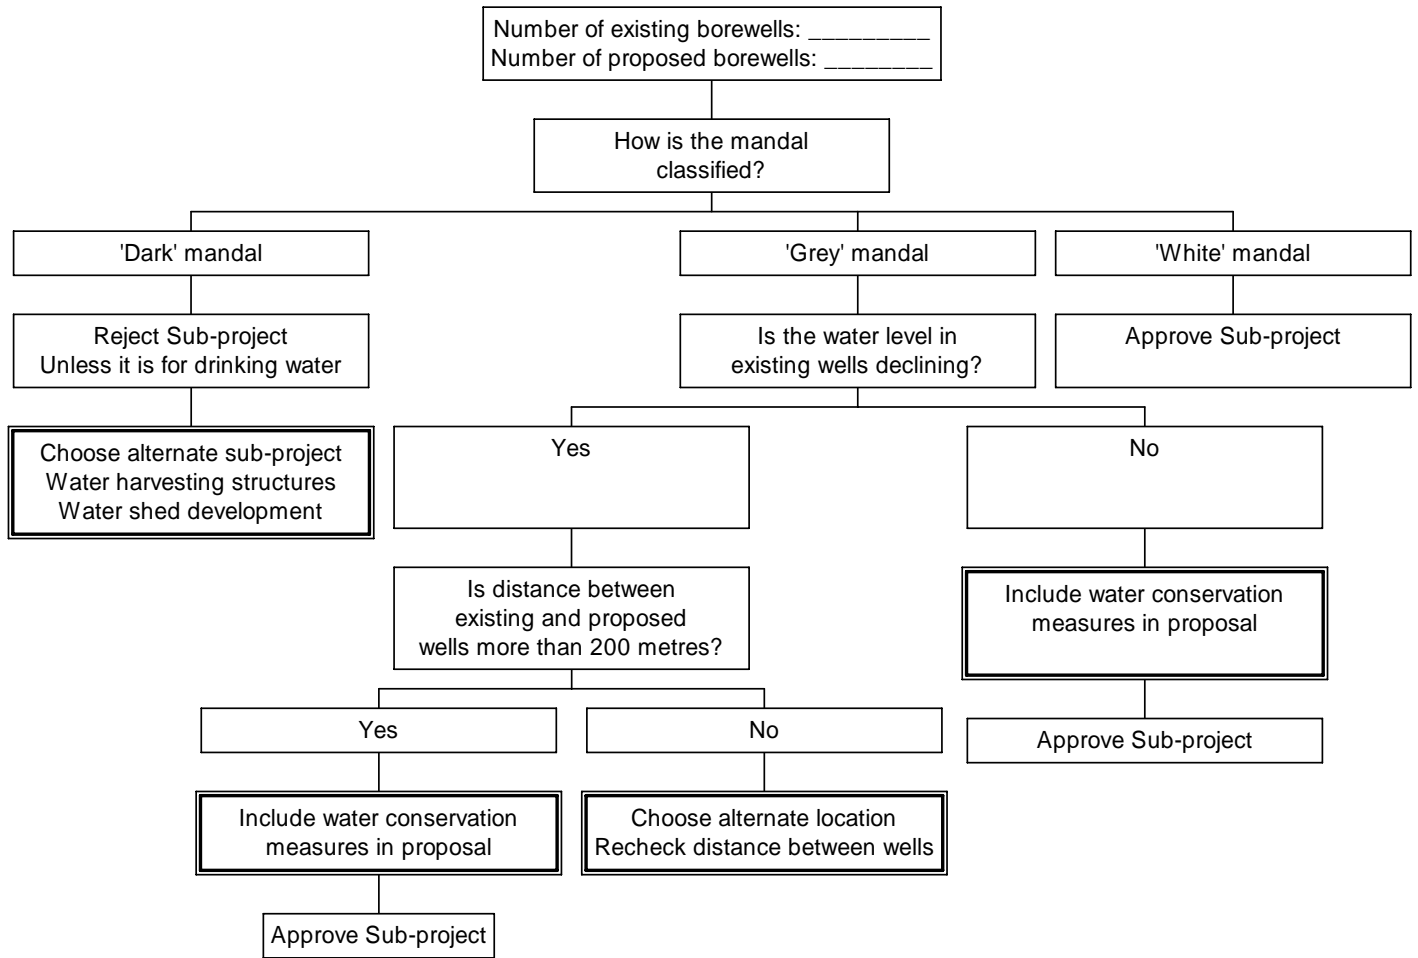 Number of existing borewells: _________
Number of proposed borewells: ________
How is the mandal
classified?
'Dark' mandal
'Grey' mandal
'White' mandal
Reject Sub-project
Unless it is for drinking water
Is the water level in
existing wells declining?
Approve Sub-project
Choose alternate sub-project
Water harvesting structures
Water shed development
Yes
No
Is distance between
existing and proposed
wells more than 200 metres?
Include water conservation
measures in proposal
Yes
No
Approve Sub-project
Include water conservation
measures in proposal
Choose alternate location
Recheck distance between wells
Approve Sub-project